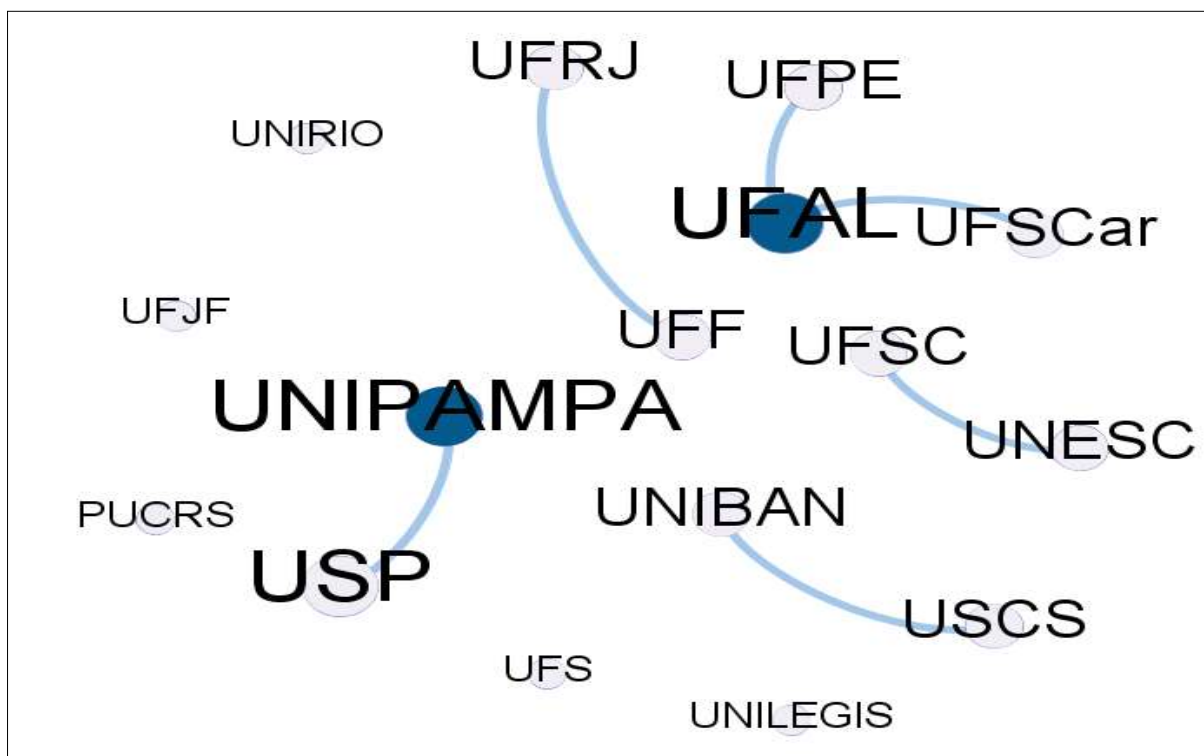 UFRJ
UFPE
UNIRIO
UFAL
UFSCar
UFJF
UFF
UFSC
UNIPAMPA
UNESC
PUCRS
UNIBAN
USP
USCS
UFS
UNILEGIS